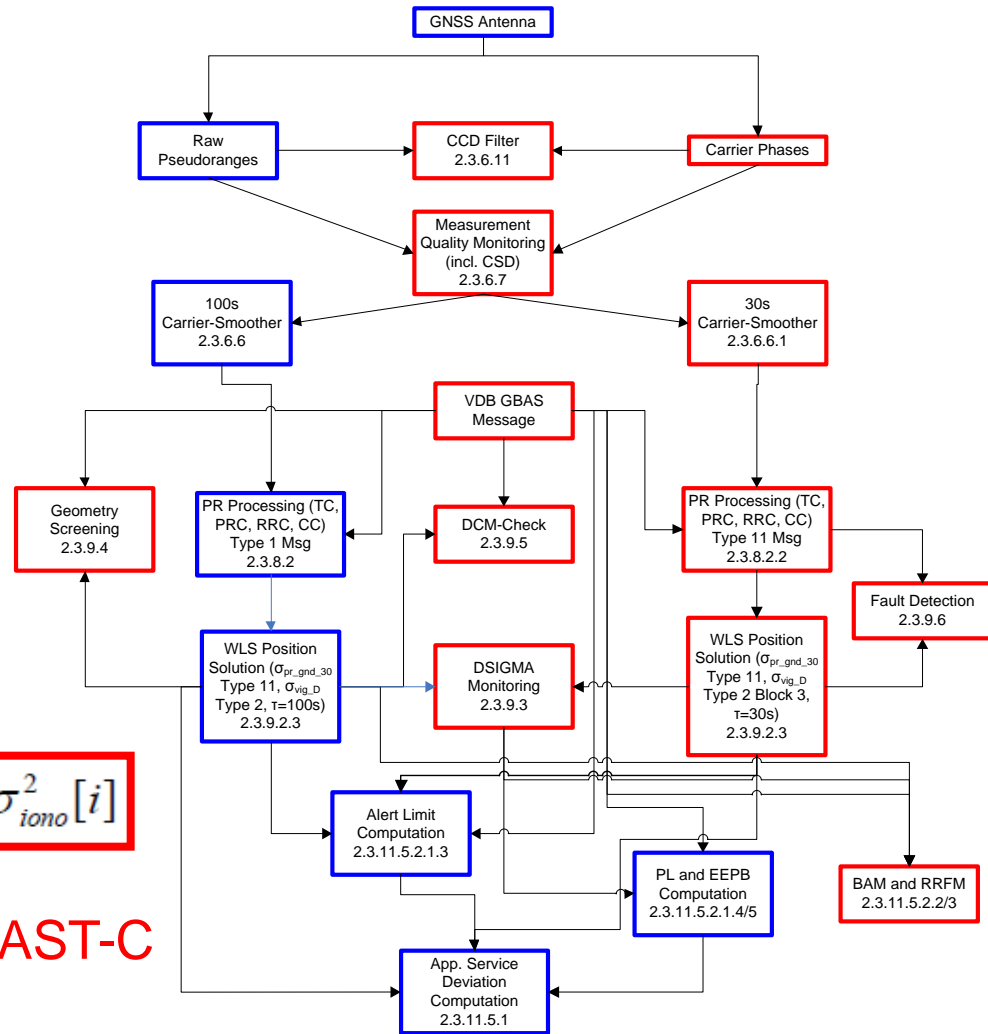 GNSS Antenna
Raw
Pseudoranges
CCD Filter
2.3.6.11
Carrier Phases
Measurement
Quality Monitoring
(incl. CSD)
2.3.6.7
100s
Carrier-Smoother
2.3.6.6
30s
Carrier-Smoother
2.3.6.6.1
VDB GBAS
Message
Geometry
Screening
2.3.9.4
PR Processing (TC,
PRC, RRC, CC)
Type 1 Msg
2.3.8.2
DCM-Check
2.3.9.5
PR Processing (TC,
PRC, RRC, CC)
Type 11 Msg
2.3.8.2.2
Fault Detection
2.3.9.6
WLS Position
Solution (σpr_gnd_30
Type 11, σvig_D
Type 2, τ=100s)
2.3.9.2.3
DSIGMA
Monitoring
2.3.9.3
WLS Position
Solution (σpr_gnd_30
Type 11, σvig_D
Type 2 Block 3,
τ=30s)
2.3.9.2.3
σ²iono[i]
Alert Limit
Computation
2.3.11.5.2.1.3
PL and EEPB
Computation
2.3.11.5.2.1.4/5
BAM and RRFM
2.3.11.5.2.2/3
AST-C
App. Service
Deviation
Computation
2.3.11.5.1